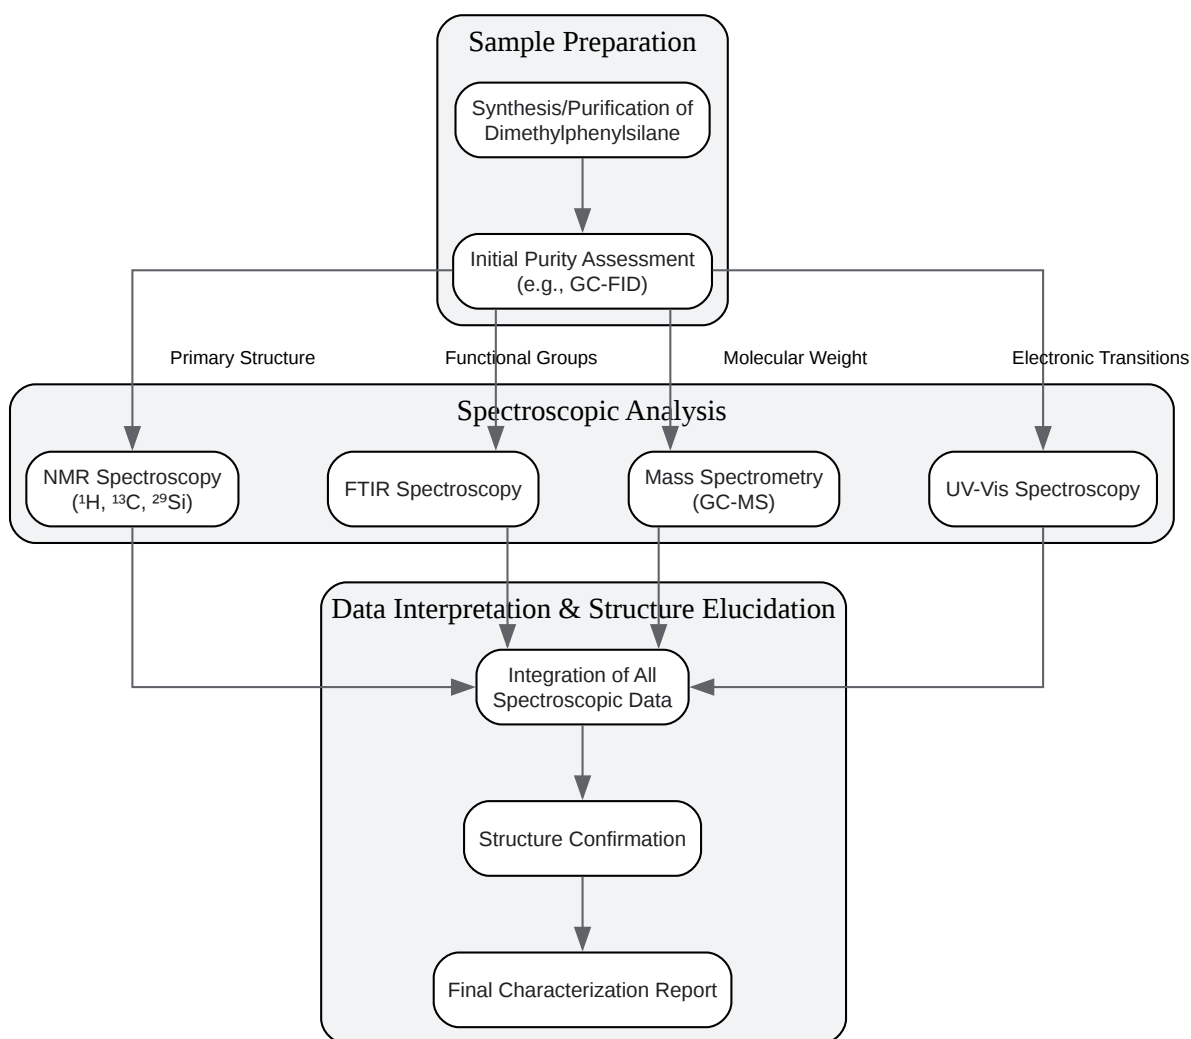 Sample Preparation
Synthesis/Purification of
Dimethylphenylsilane
Initial Purity Assessment
(e.g., GC-FID)
Primary Structure
Functional Groups
Molecular Weight
Electronic Transitions
Spectroscopic Analysis
NMR Spectroscopy
(¹H, ¹³C, ²⁹Si)
FTIR Spectroscopy
Mass Spectrometry
(GC-MS)
UV-Vis Spectroscopy
Data Interpretation & Structure Elucidation
Integration of All
Spectroscopic Data
Structure Confirmation
Final Characterization Report